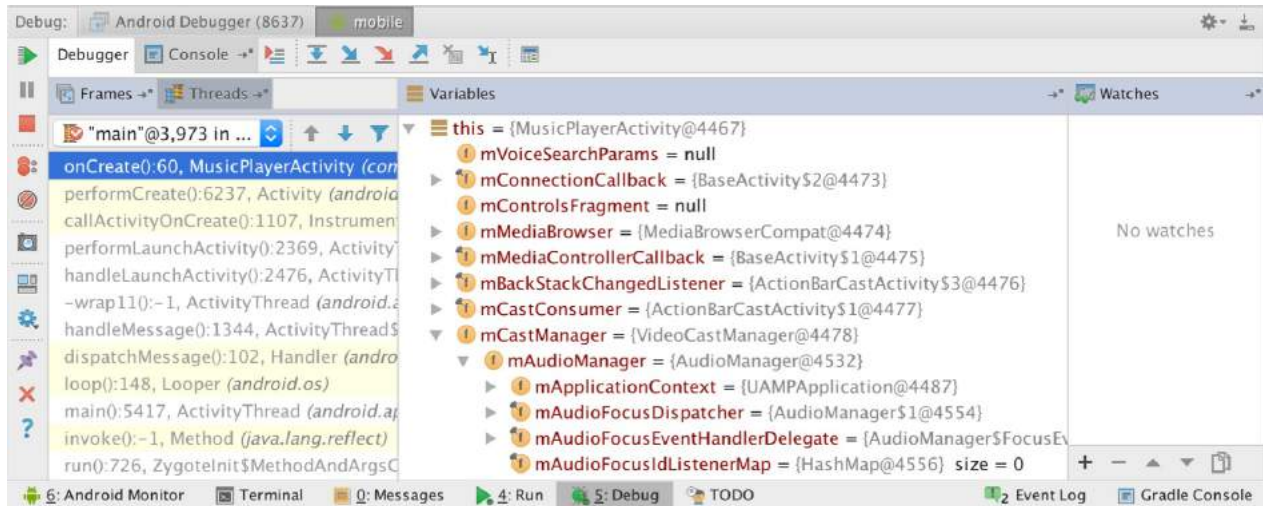 Debug: Android Debugger (8637) mobile
Debugger Console
Frames Threads
Variables
Watches
"main"@3,973 in ...
onCreate():60, MusicPlayerActivity (con
performCreate():6237, Activity (android
callActivityOnCreate():1107, Instrumen
performLaunchActivity():2369, Activity
handleLaunchActivity():2476, ActivityTl
-wrap11():-1, ActivityThread (android.a
handleMessage():1344, ActivityThread$
dispatchMessage():102, Handler (andro
loop():148, Looper (android.os)
main():5417, ActivityThread (android.ap
invoke():-1, Method (java.lang.reflect)
run():726, ZygoteInit$MethodAndArgsC
this = {MusicPlayerActivity@4467}
mVoiceSearchParams = null
mConnectionCallback = {BaseActivity$2@4473}
mControlsFragment = null
mMediaBrowser = {MediaBrowserCompat@4474}
mMediaControllerCallback = {BaseActivity$1@4475}
mBackStackChangedListener = {ActionBarCastActivity$3@4476}
mCastConsumer = {ActionBarCastActivity$1@4477}
mCastManager = {VideoCastManager@4478}
mAudioManager = {AudioManager@4532}
mApplicationContext = {UAMPApplication@4487}
mAudioFocusDispatcher = {AudioManager$1@4554}
mAudioFocusEventHandlerDelegate = {AudioManager$FocusEv
mAudioFocusIdListenerMap = {HashMap@4556} size = 0
No watches
6: Android Monitor Terminal 0: Messages 4: Run 5: Debug TODO 2 Event Log Gradle Console